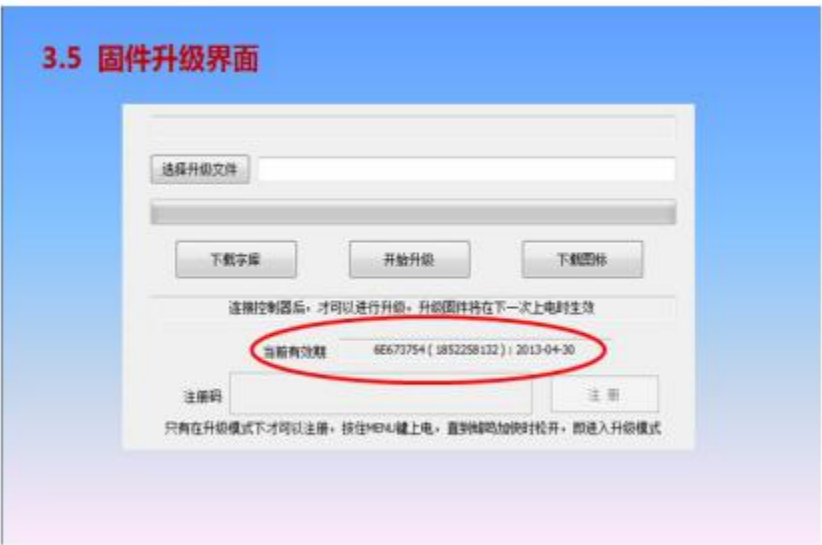 3.5 固件升级界面
选择升级文件
下载字库 开始升级 下载图标
连接控制器后，才可以进行升级。升级固件将在下一次上电时生效
当前有效期 6E673754 ( 1852258132 ) : 2013-04-30
注册码 注 册
只有在升级模式下才可以注册。按住MENU键上电，直到蜂鸣加快时松开，即进入升级模式